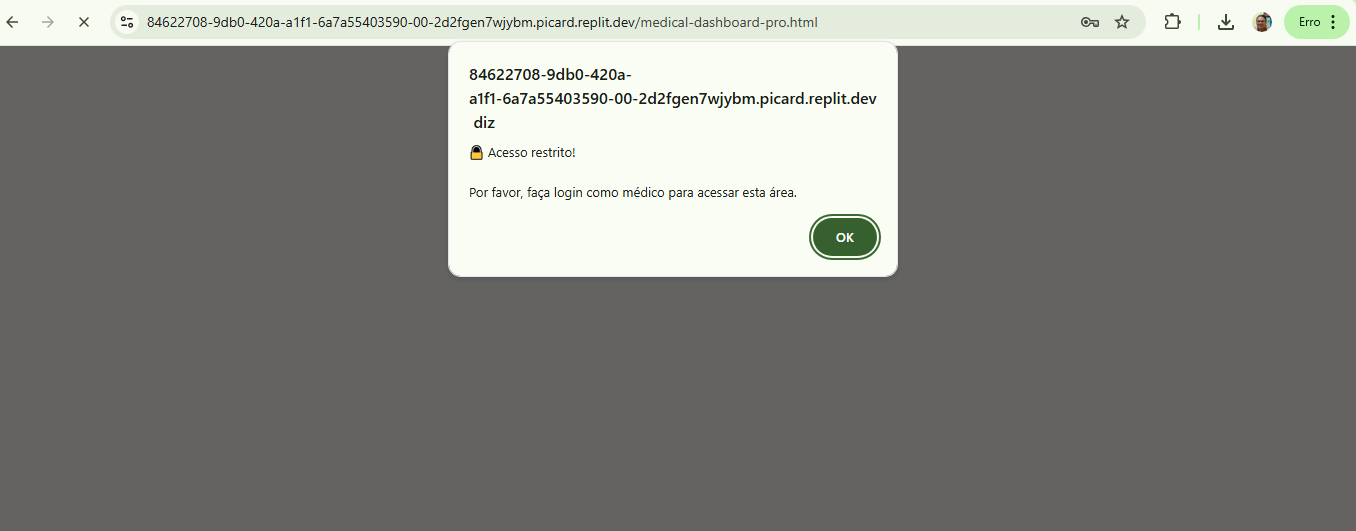 84622708-9db0-420a-a1f1-6a7a55403590-00-2d2fgen7wjybm.picard.replit.dev/medical-dashboard-pro.html
Erro
84622708-9db0-420a-
a1f1-6a7a55403590-00-2d2fgen7wjybm.picard.replit.dev
diz
🔒 Acesso restrito!
Por favor, faça login como médico para acessar esta área.
OK